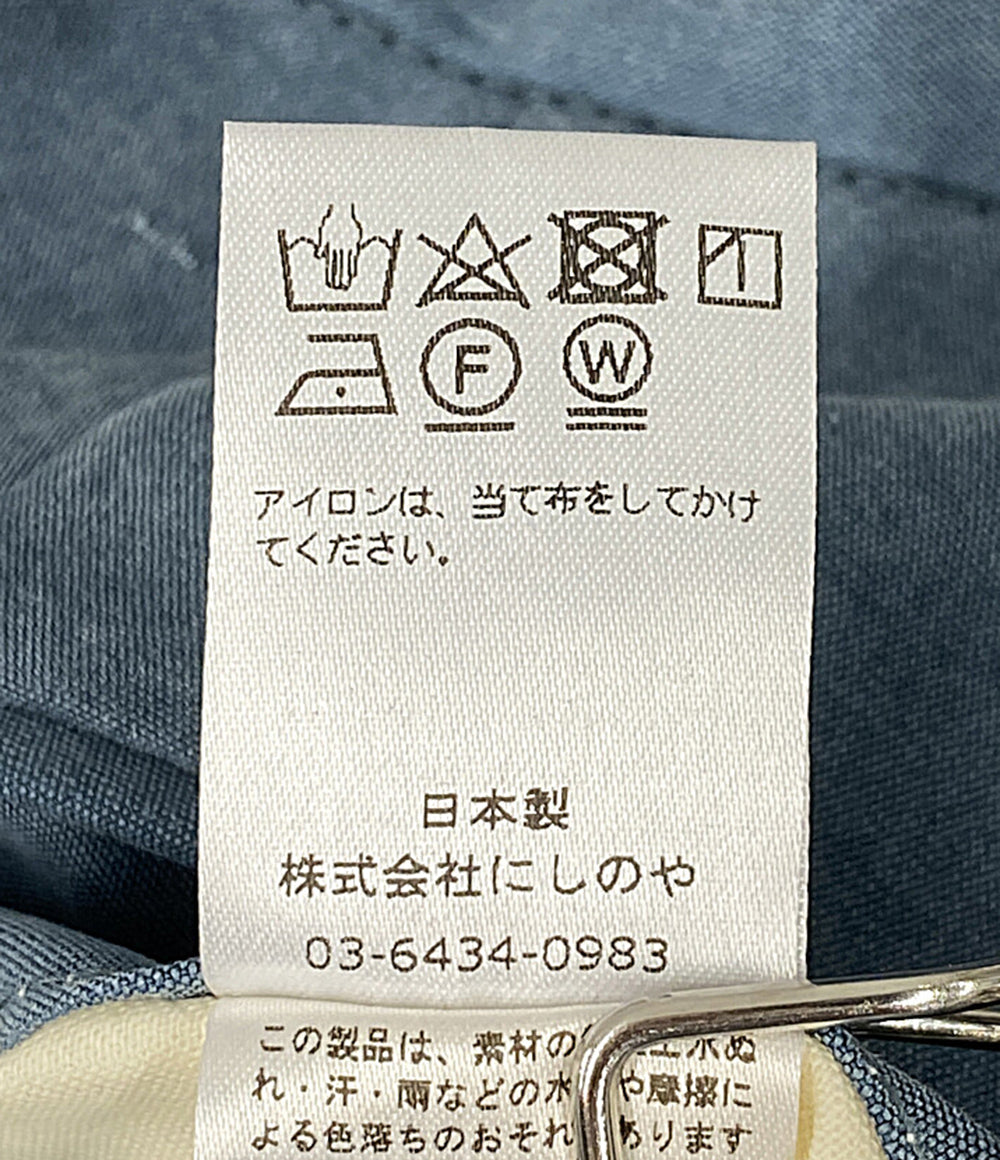 F W
アイロンは、当て布をしてかけ
てください。
日本製
株式会社にしのや
03-6434-0983
この製品は、素材の
れ・汗・雨などの水 や摩擦に
よる色落ちのおそれ あります